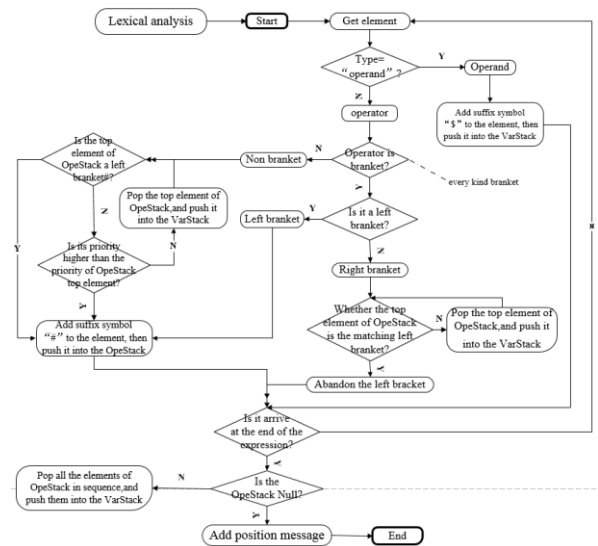 Lexical analysis
Start
Get element
Type=
"operand" ?
Y
Operand
N
operator
Add suffix symbol
"$" to the element, then
push it into the VarStack
Is the top
element of
OpeStack a left
branket#?
Non branket
N
Operator is
branket?
every kind branket
Pop the top element of
OpeStack,and push it
into the VarStack
Y
N
Left branket
Y
Is it a left
branket?
N
Y
Is its priority
higher than the
priority of OpeStack
top element?
N
N
Right branket
Y
Add suffix symbol
"#" to the element, then
push it into the OpeStack
Whether the top
element of OpeStack
is the matching left
branket?
N
Pop the top element of
OpeStack,and push it
into the VarStack
Y
Abandon the left bracket
Is it arrive
at the end of the
expression?
Y
Pop all the elements of
OpeStack in sequence,and
push them into the VarStack
N
Is the
OpeStack Null?
Y
Add position message
End